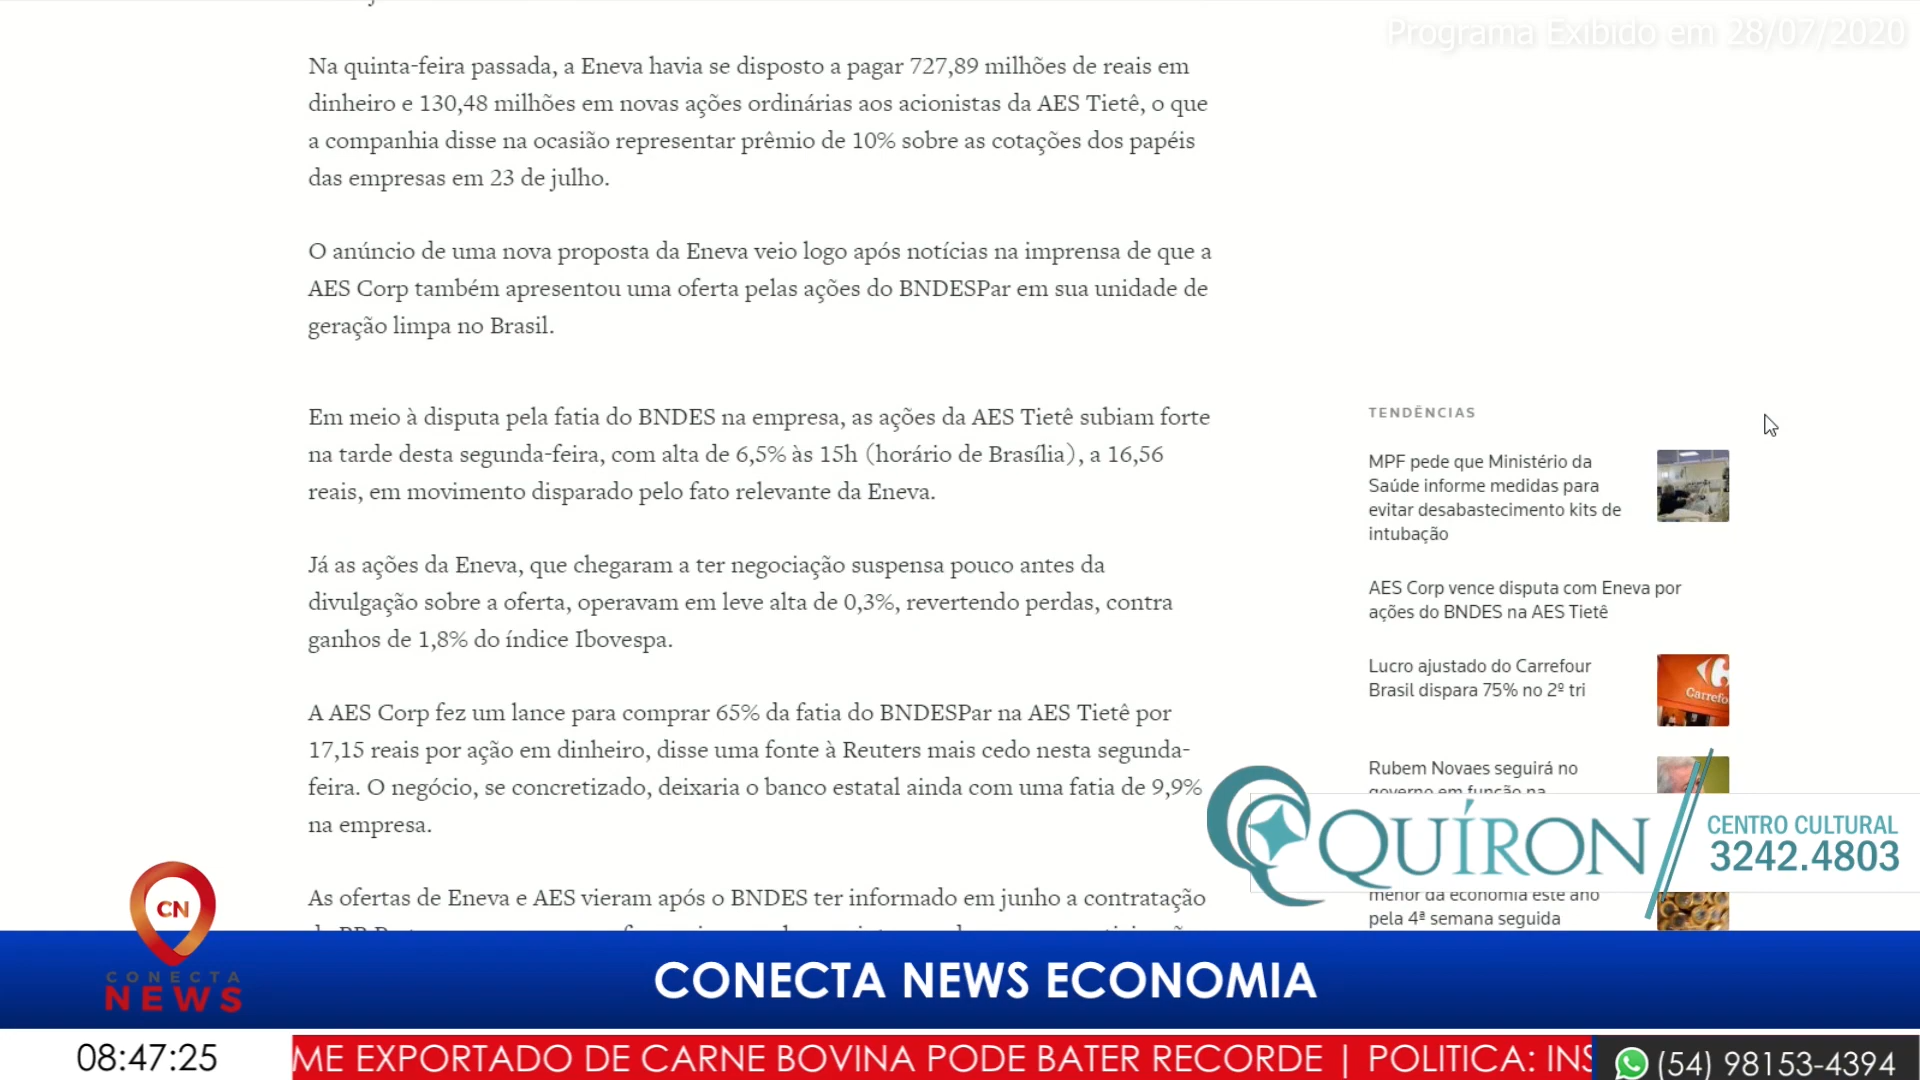 Programa Exibido em 28/07/2020
Na quinta-feira passada, a Eneva havia se disposto a pagar 727,89 milhões de reais em
dinheiro e 130,48 milhões em novas ações ordinárias aos acionistas da AES Tietê, o que
a companhia disse na ocasião representar prêmio de 10% sobre as cotações dos papéis
das empresas em 23 de julho.
O anúncio de uma nova proposta da Eneva veio logo após notícias na imprensa de que a
AES Corp também apresentou uma oferta pelas ações do BNDESPar em sua unidade de
geração limpa no Brasil.
Em meio à disputa pela fatia do BNDES na empresa, as ações da AES Tietê subiam forte
na tarde desta segunda-feira, com alta de 6,5% às 15h (horário de Brasília), a 16,56
reais, em movimento disparado pelo fato relevante da Eneva.
Já as ações da Eneva, que chegaram a ter negociação suspensa pouco antes da
divulgação sobre a oferta, operavam em leve alta de 0,3%, revertendo perdas, contra
ganhos de 1,8% do índice Ibovespa.
A AES Corp fez um lance para comprar 65% da fatia do BNDESPar na AES Tietê por
17,15 reais por ação em dinheiro, disse uma fonte à Reuters mais cedo nesta segunda-
feira. O negócio, se concretizado, deixaria o banco estatal ainda com uma fatia de 9,9%
na empresa.
As ofertas de Eneva e AES vieram após o BNDES ter informado em junho a contratação
TENDÊNCIAS
MPF pede que Ministério da
Saúde informe medidas para
evitar desabastecimento kits de
intubação
AES Corp vence disputa com Eneva por
ações do BNDES na AES Tietê
Lucro ajustado do Carrefour
Brasil dispara 75% no 2º tri
Carrefo
Rubem Novaes seguirá no
governo em função na
menor da economia este ano
pela 4ª semana seguida
QUÍRON
CENTRO CULTURAL
3242.4803
CN
CONECTA
NEWS
CONECTA NEWS ECONOMIA
08:47:25
ME EXPORTADO DE CARNE BOVINA PODE BATER RECORDE | POLITICA: INS
(54) 98153-4394